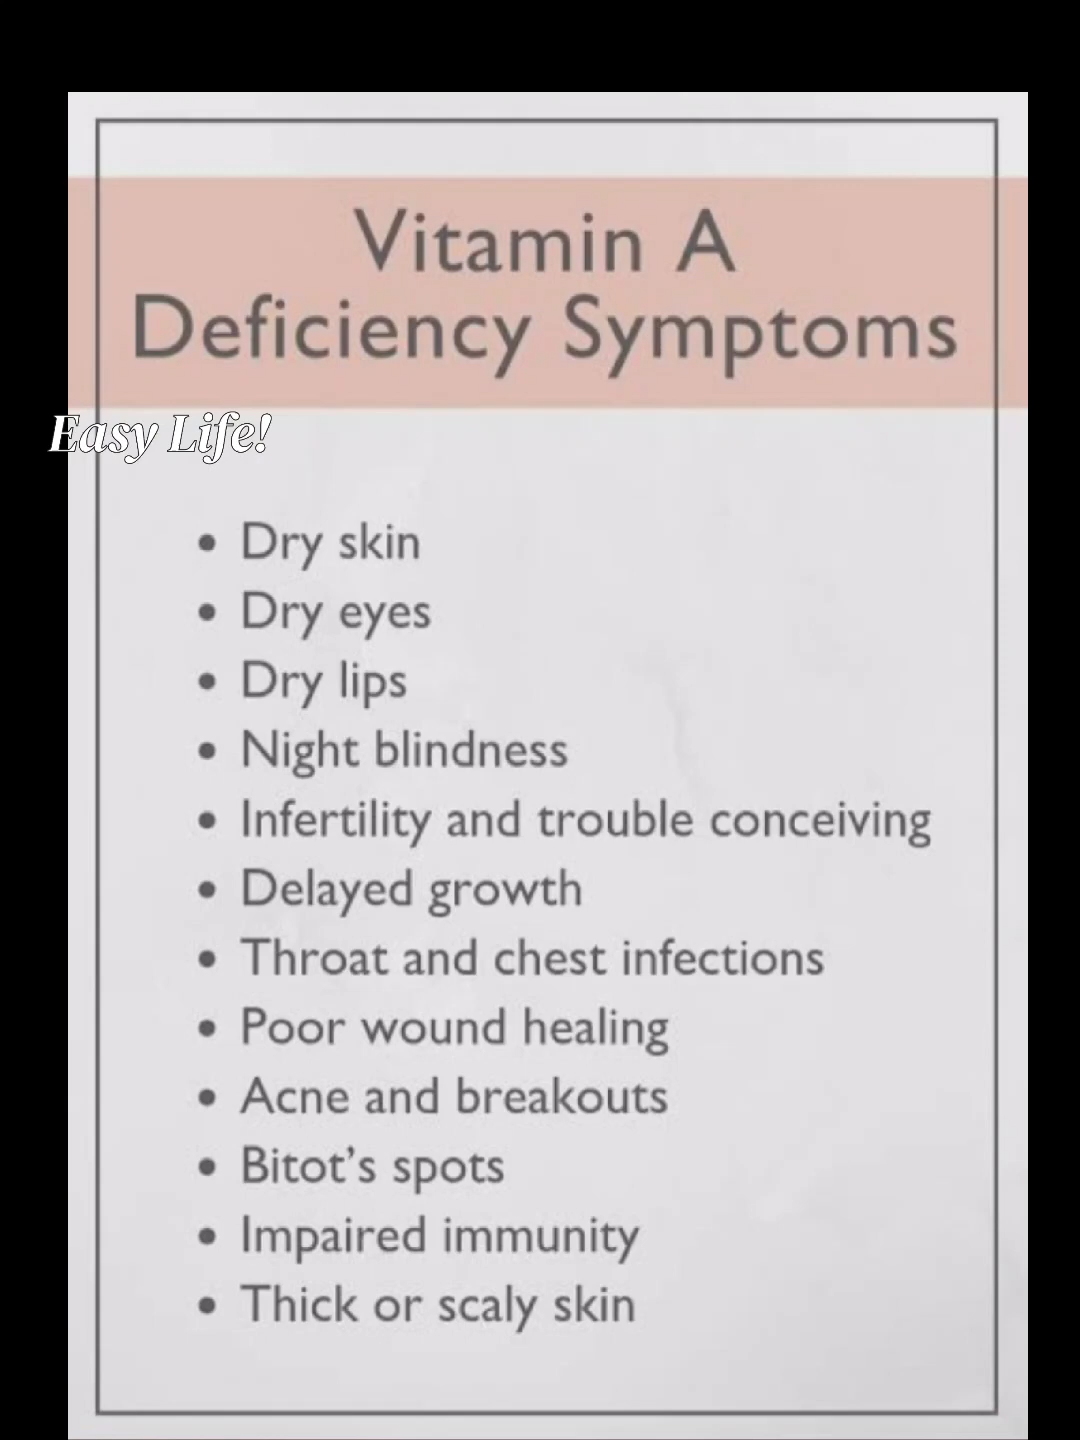 Vitamin A
Deficiency Symptoms
Easy Life!
• Dry skin
• Dry eyes
• Dry lips
• Night blindness
• Infertility and trouble conceiving
• Delayed growth
• Throat and chest infections
• Poor wound healing
• Acne and breakouts
• Bitot’s spots
• Impaired immunity
• Thick or scaly skin